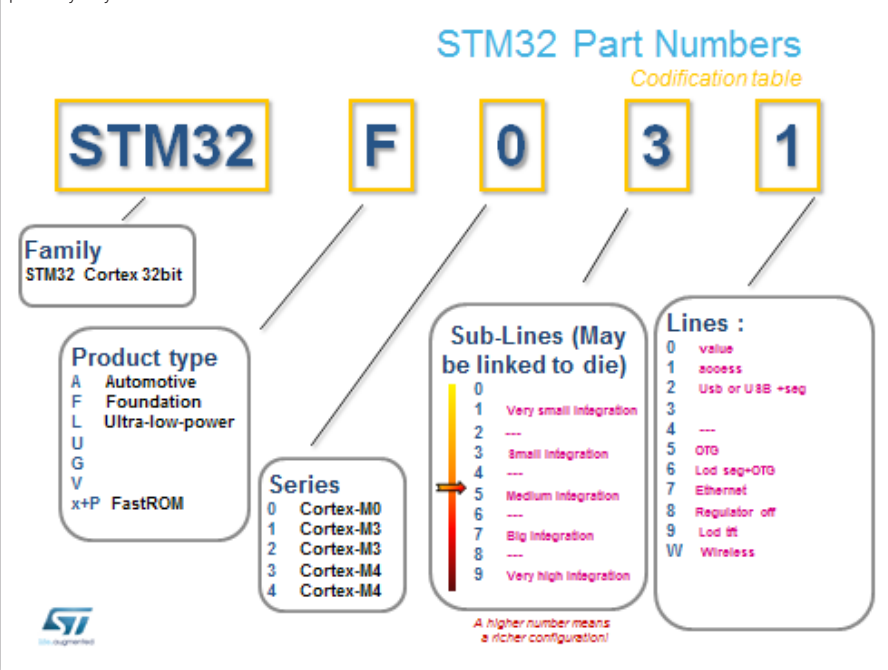 STM32 Part Numbers
Codification table
STM32 F 0 3 1
Family
STM32 Cortex 32bit
Product type
A Automotive
F Foundation
L Ultra-low-power
U
G
V
x+P FastROM
Series
0 Cortex-M0
1 Cortex-M3
2 Cortex-M3
3 Cortex-M4
4 Cortex-M4
Sub-Lines (May
be linked to die)
0
1 Very small integration
2 ---
3 Small integration
4 ---
5 Medium integration
6 ---
7 Big integration
8 ---
9 Very high integration
A higher number means
a richer configuration!
Lines :
0 value
1 access
2 Usb or USB +seg
3
4 ---
5 OTG
6 Lcd seg+OTG
7 Ethernet
8 Regulator off
9 Lcd tft
W Wireless
ST
life.augmented